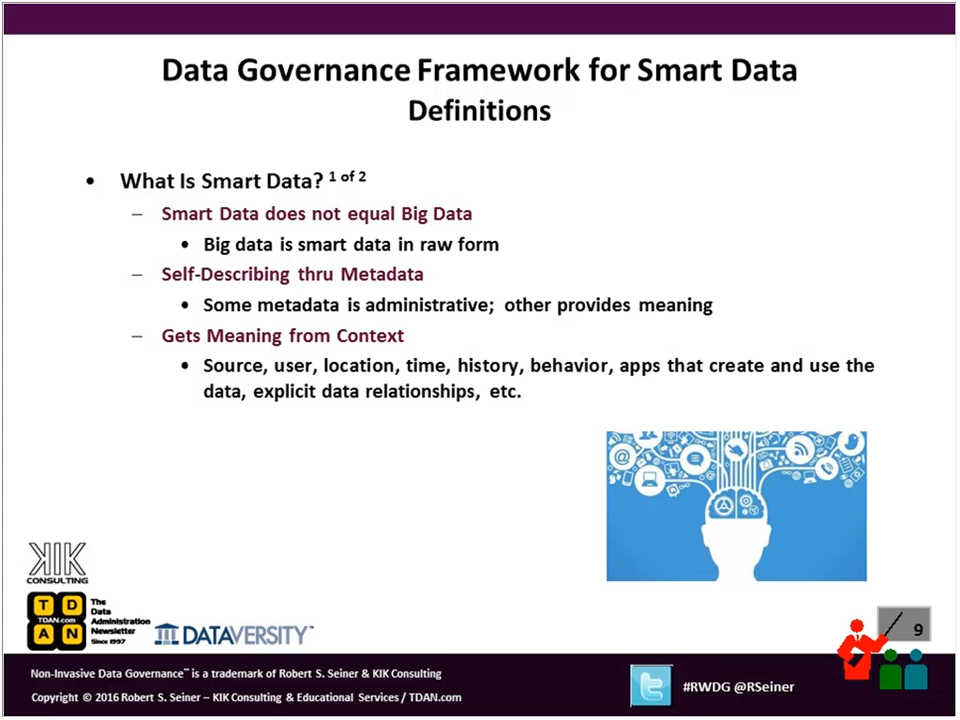 Data Governance Framework for Smart Data
Definitions
• What Is Smart Data? 1 of 2
– Smart Data does not equal Big Data
• Big data is smart data in raw form
– Self-Describing thru Metadata
• Some metadata is administrative; other provides meaning
– Gets Meaning from Context
• Source, user, location, time, history, behavior, apps that create and use the
data, explicit data relationships, etc.
KIK
CONSULTING
T D
TDAN.com
A N
The
Data
Administration
Newsletter
Since 1997
DATAVERSITY™
9
Non-Invasive Data Governance™ is a trademark of Robert S. Seiner & KIK Consulting
Copyright © 2016 Robert S. Seiner – KIK Consulting & Educational Services / TDAN.com
#RWDG @RSeiner